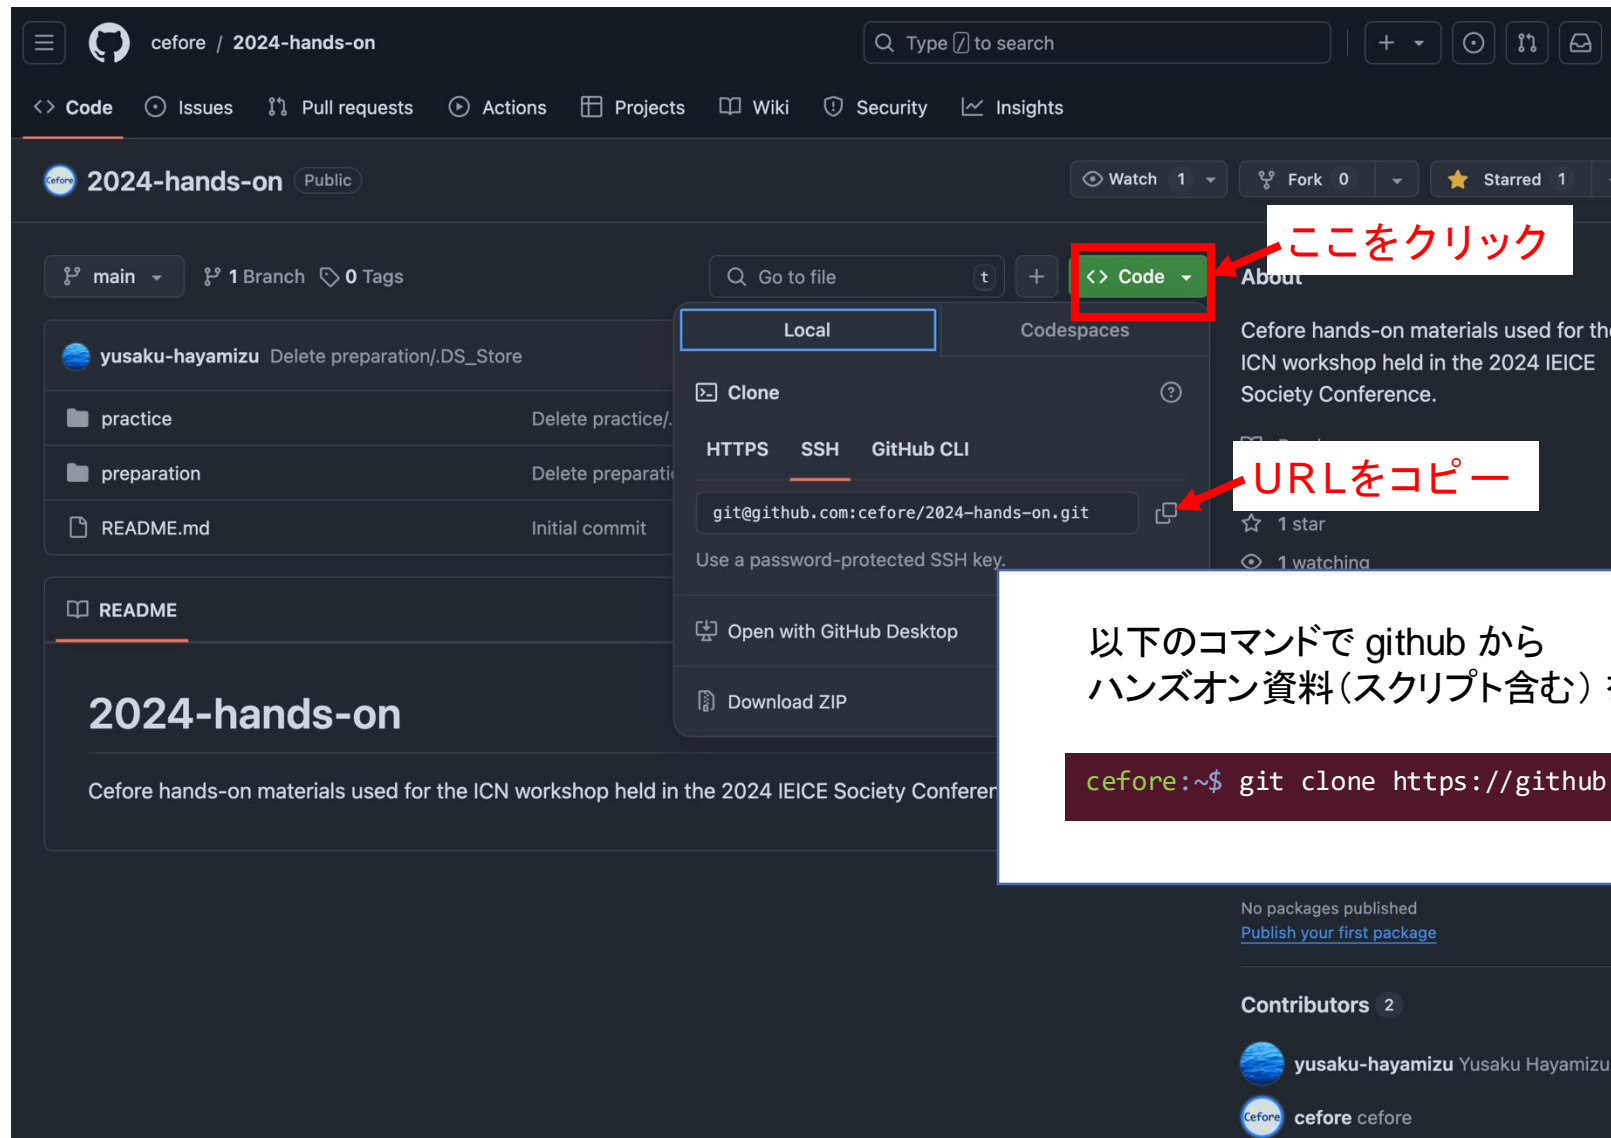 cefore / 2024-hands-on
Type / to search
Code Issues Pull requests Actions Projects Wiki Security Insights
Cefore 2024-hands-on Public
Watch 1 Fork 0 Starred 1
ここをクリック
main 1 Branch 0 Tags
Go to file t + Code
About
Local Codespaces
Cefore hands-on materials used for the
ICN workshop held in the 2024 IEICE
Society Conference.
yusaku-hayamizu Delete preparation/.DS_Store
Clone
practice Delete practice/.
HTTPS SSH GitHub CLI
URLをコピー
preparation Delete preparati
git@github.com:cefore/2024-hands-on.git
README.md Initial commit
1 star
Use a password-protected SSH key.
1 watching
README
Open with GitHub Desktop
Download ZIP
以下のコマンドで github から
ハンズオン資料(スクリプト含む)
cefore:~$ git clone https://github
2024-hands-on
Cefore hands-on materials used for the ICN workshop held in the 2024 IEICE Society Conferen
No packages published
Publish your first package
Contributors 2
yusaku-hayamizu Yusaku Hayamizu
Cefore cefore cefore